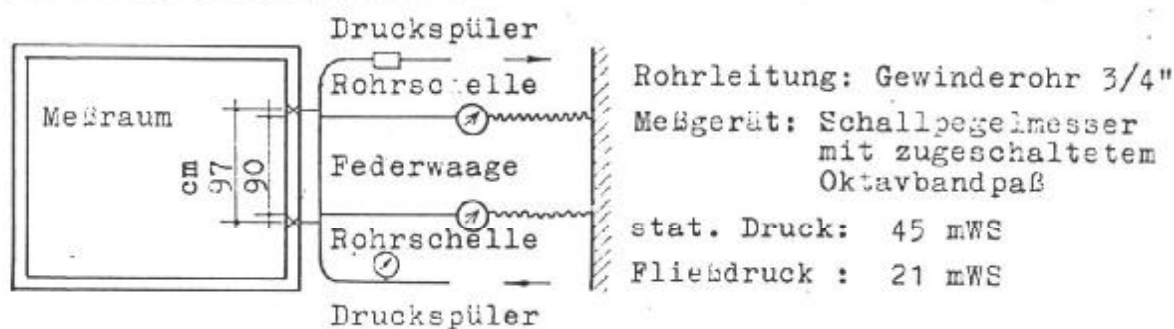 Druckspüler
Rohrschelle
Meßraum
Federwaage
cm
97
90
Rohrschelle
Druckspüler
Rohrleitung: Gewinderohr 3/4"
Meßgerät: Schallpegelmesser
mit zugeschaltetem
Oktavbandpaß
stat. Druck: 45 mWS
Fließdruck : 21 mWS